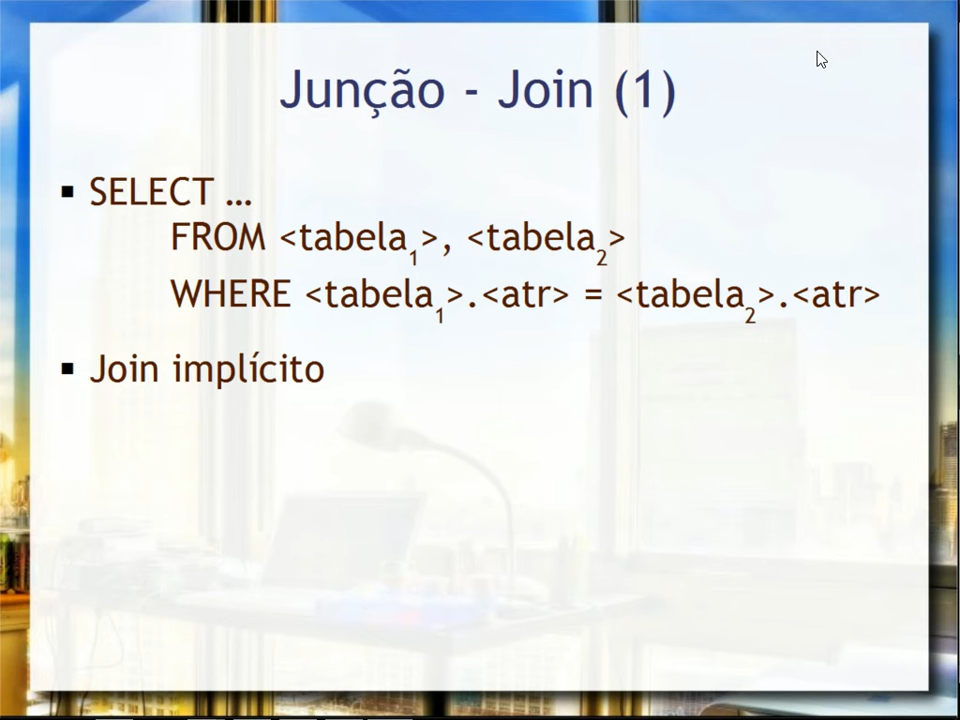 Junção - Join (1)
▪ SELECT …
FROM <tabela₁>, <tabela₂>
WHERE <tabela₁>.<atr> = <tabela₂>.<atr>
▪ Join implícito